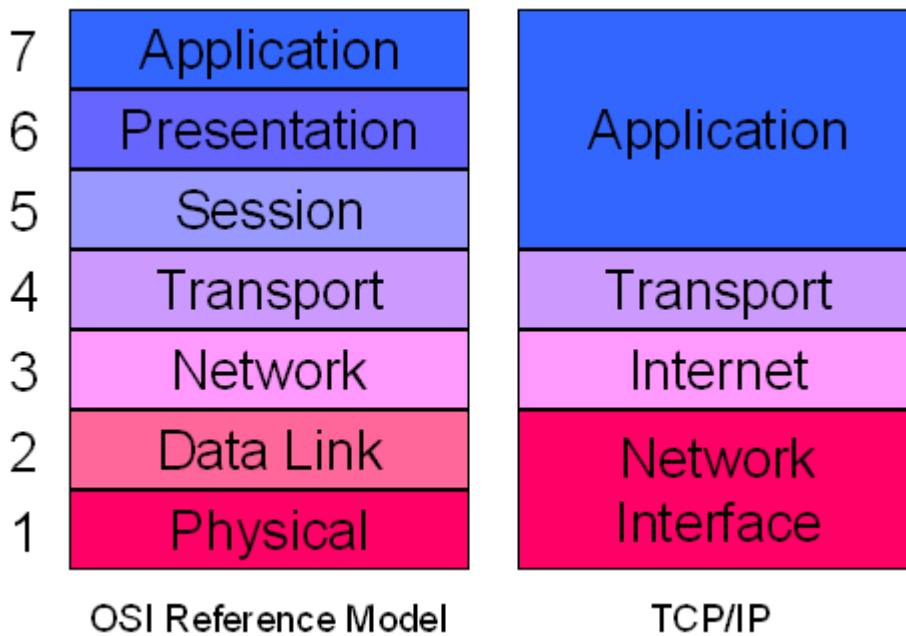 7
Application
6
Presentation
5
Session
4
Transport
3
Network
2
Data Link
1
Physical
OSI Reference Model
Application
Transport
Internet
Network
Interface
TCP/IP